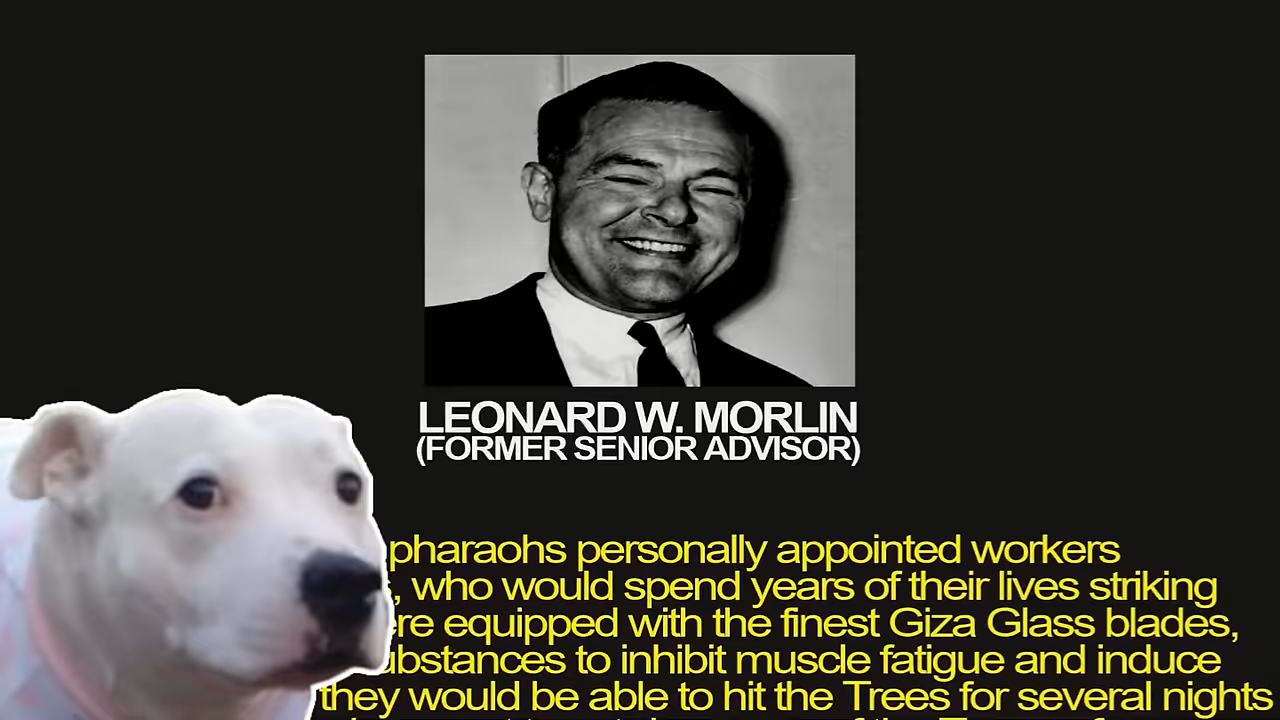 LEONARD W. MORLIN
(FORMER SENIOR ADVISOR)
pharaohs personally appointed workers
, who would spend years of their lives striking
equipped with the finest Giza Glass blades,
to inhibit muscle fatigue and induce
they would be able to hit the Trees for several nights